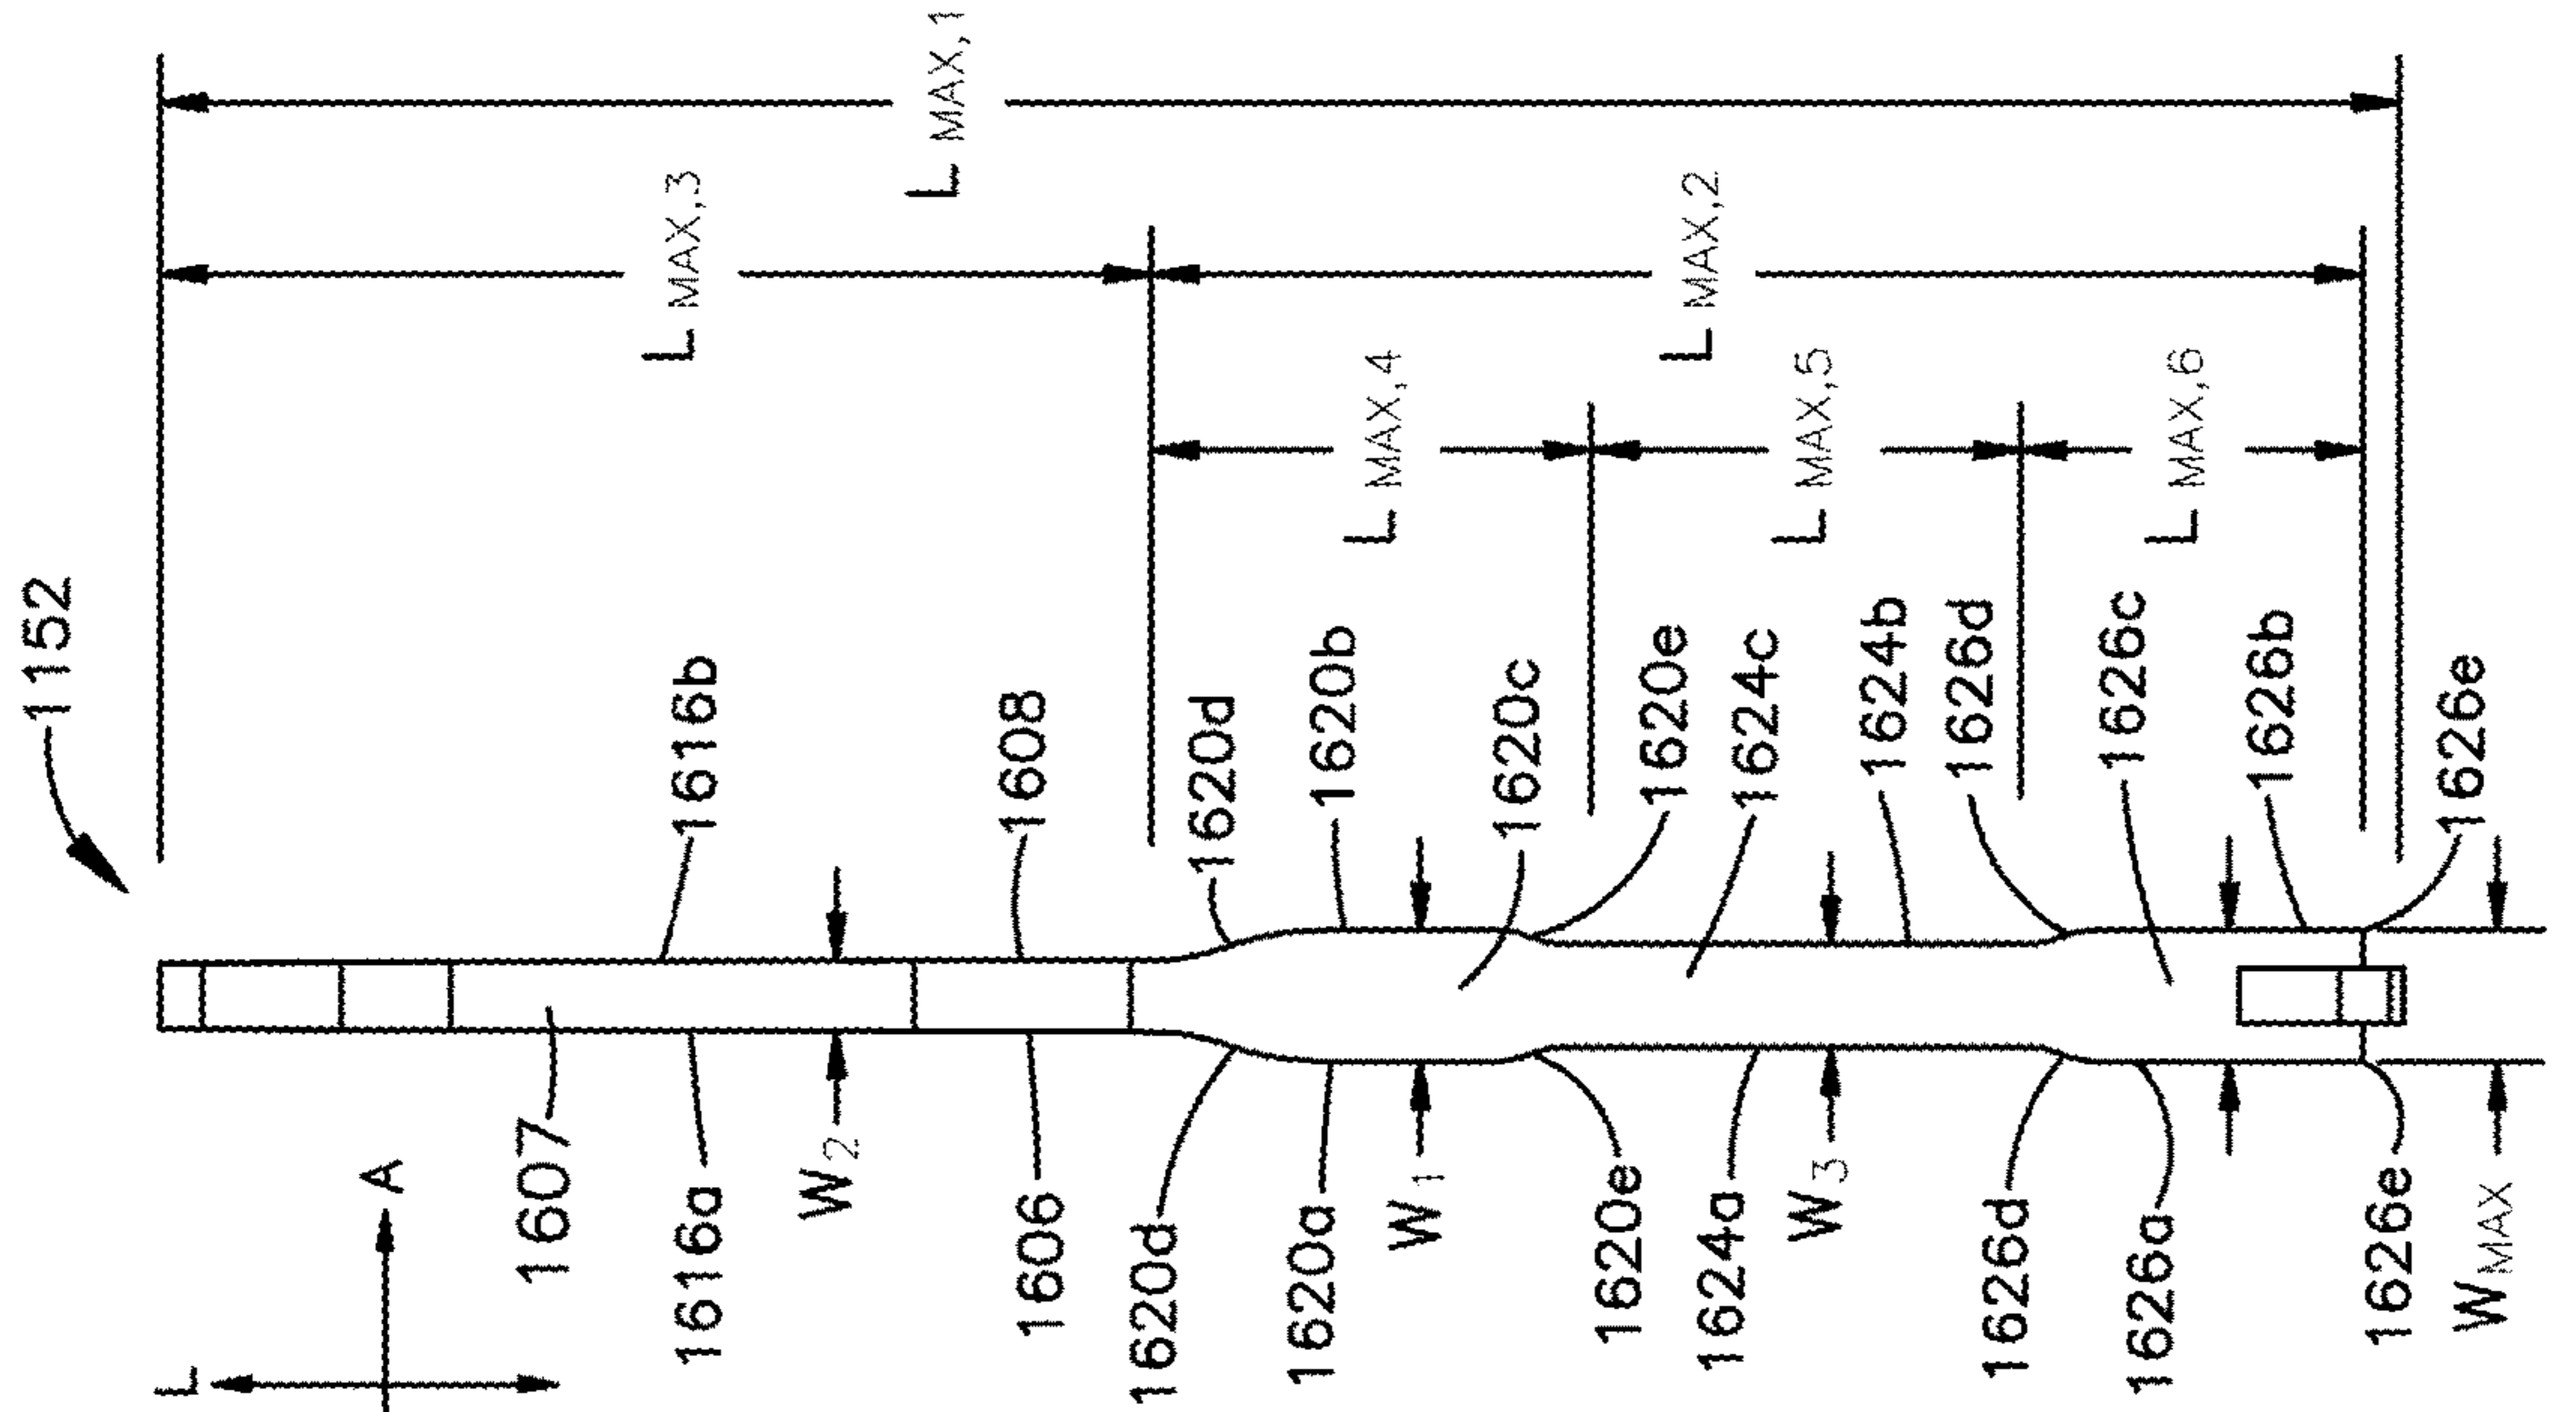 1152
L MAX,1
L MAX,3
L MAX,2
L MAX,4
L MAX,5
L MAX,6
1616b
1608
1620d
1620b
1620c
1620e
1624c
1624b
1626d
1626c
1626b
1626e
L
A
1607
1616a
W2
1606
1620d
1620a
W1
1620e
1624a
W3
1626d
1626a
1626e
WMAX